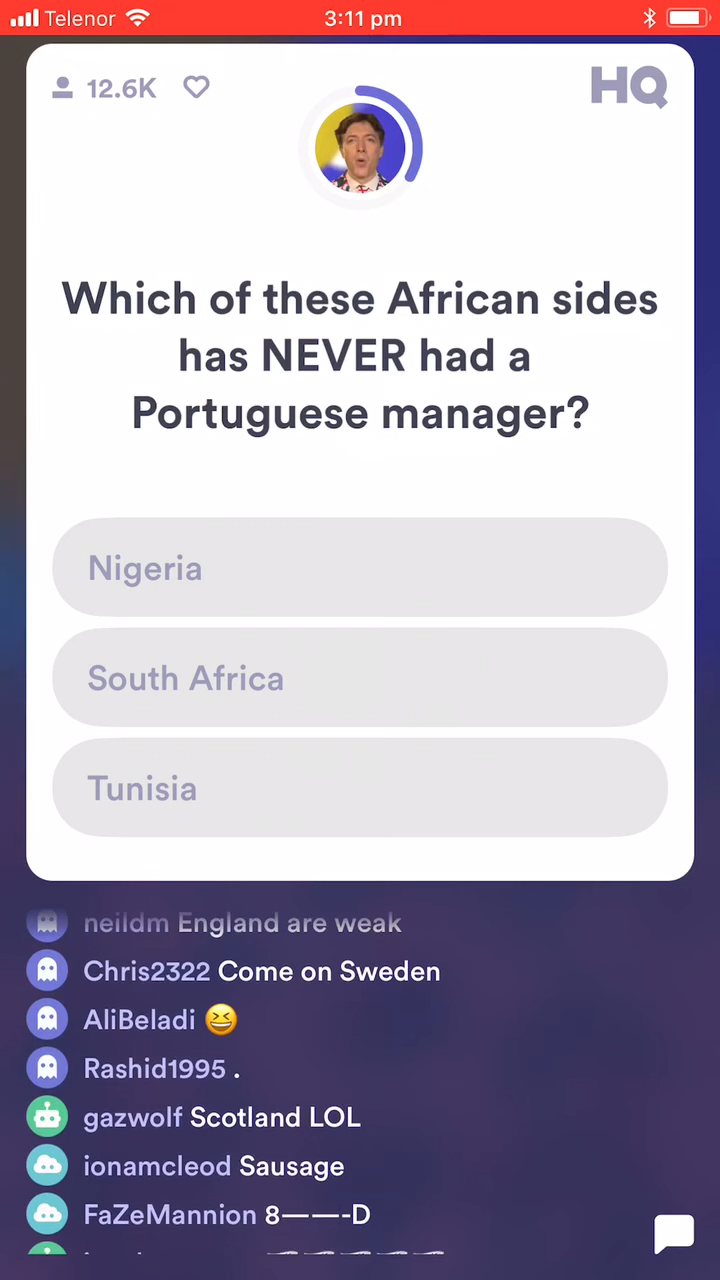 Telenor 3:11 pm
12.6K HQ
Which of these African sides
has NEVER had a
Portuguese manager?
Nigeria
South Africa
Tunisia
neildm England are weak
Chris2322 Come on Sweden
AliBeladi 😆
Rashid1995 .
gazwolf Scotland LOL
ionamcleod Sausage
FaZeMannion 8——-D